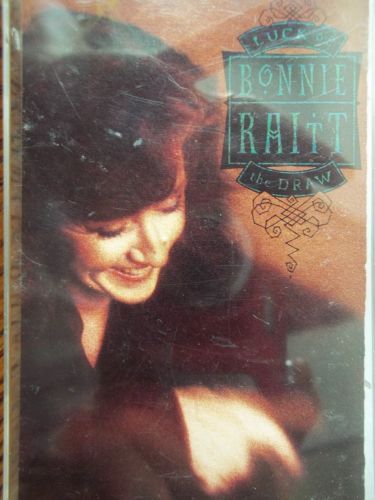 LUCK OF
BONNIE
RAITT
the DRAW